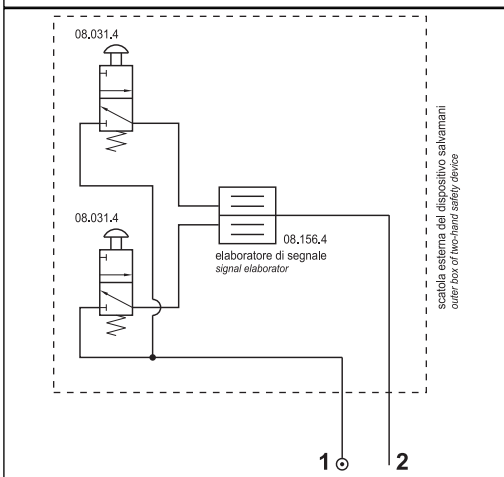 08.031.4
08.031.4
08.156.4
elaboratore di segnale
signal elaborator
scatola esterna del dispositivo salvamani
outer box of two-hand safety device
1
2